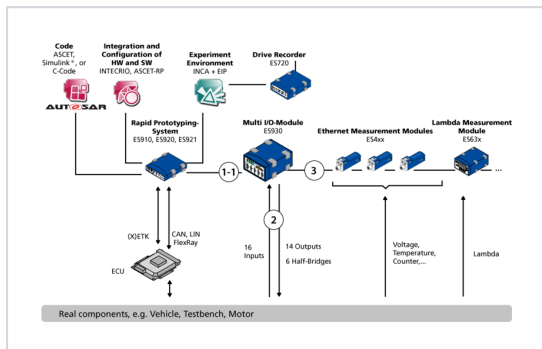 Code
ASCET,
Simulink®, or
C-Code
AUTOSAR
Integration and
Configuration of
HW and SW
INTECRIO, ASCET-RP
Experiment
Environment
INCA + EIP
Drive Recorder
ES720
Rapid Prototyping-
System
ES910, ES920, ES921
Multi I/O-Module
ES930
Ethernet Measurement Modules
ES4xx
Lambda Measurement
Module
ES63x
1-1
3
...
2
(X)ETK
CAN, LIN
FlexRay
ECU
16
Inputs
14 Outputs
6 Half-Bridges
Voltage,
Temperature,
Counter,...
Lambda
Real components, e.g. Vehicle, Testbench, Motor